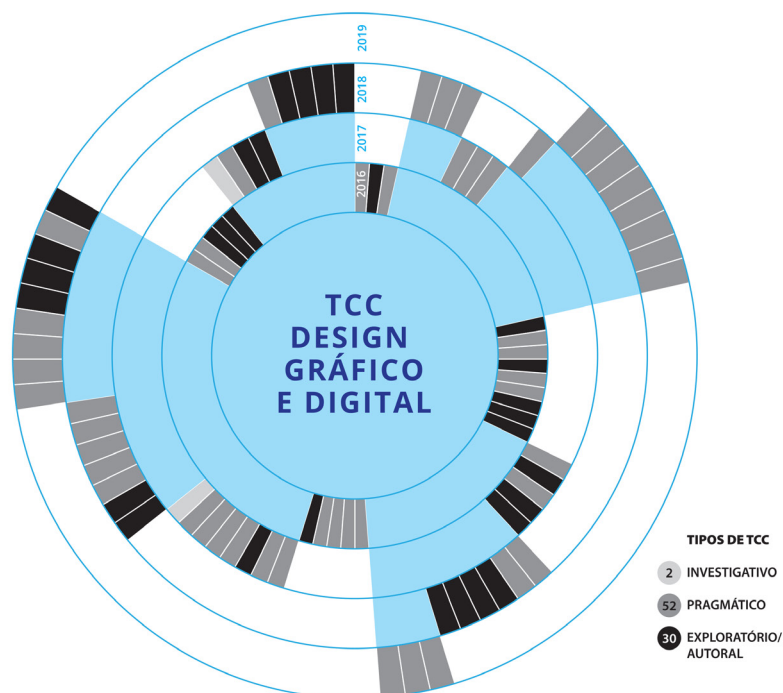 2019
2018
2017
2016
TCC
DESIGN
GRÁFICO
E DIGITAL
TIPOS DE TCC
2 INVESTIGATIVO
52 PRAGMÁTICO
30 EXPLORATÓRIO/
AUTORAL